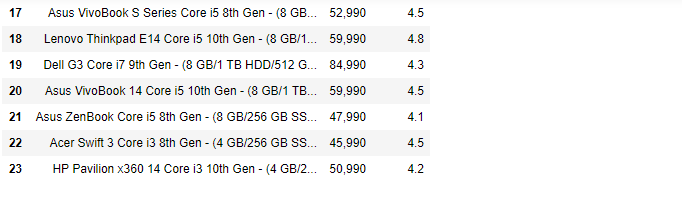 17 Asus VivoBook S Series Core i5 8th Gen - (8 GB... 52,990 4.5
18 Lenovo Thinkpad E14 Core i5 10th Gen - (8 GB/1... 59,990 4.8
19 Dell G3 Core i7 9th Gen - (8 GB/1 TB HDD/512 G... 84,990 4.3
20 Asus VivoBook 14 Core i5 10th Gen - (8 GB/1 TB... 59,990 4.5
21 Asus ZenBook Core i5 8th Gen - (8 GB/256 GB SS... 47,990 4.1
22 Acer Swift 3 Core i3 8th Gen - (4 GB/256 GB SS... 45,990 4.5
23 HP Pavilion x360 14 Core i3 10th Gen - (4 GB/2... 50,990 4.2